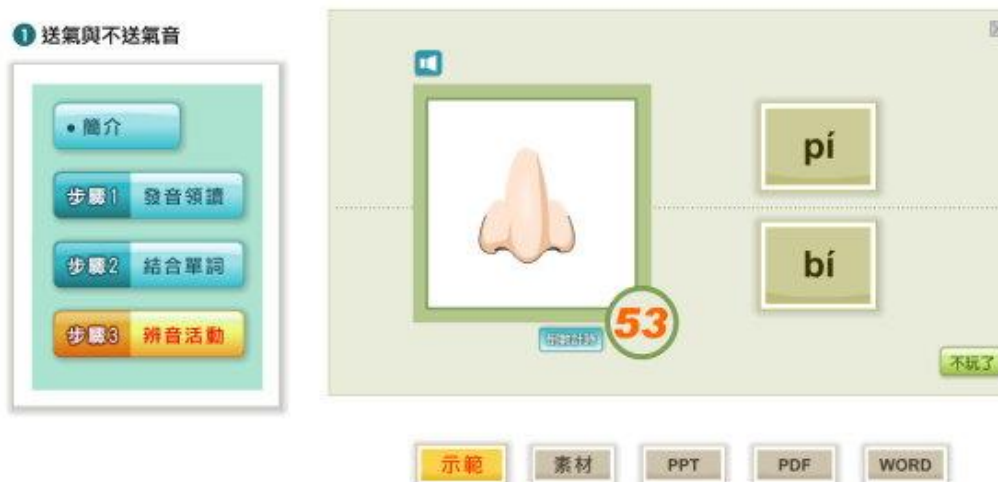 1 送氣與不送氣音
• 簡介
步驟1 發音領讀
步驟2 結合單詞
步驟3 辨音活動
pí
bí
53
不玩了
示範
素材
PPT
PDF
WORD